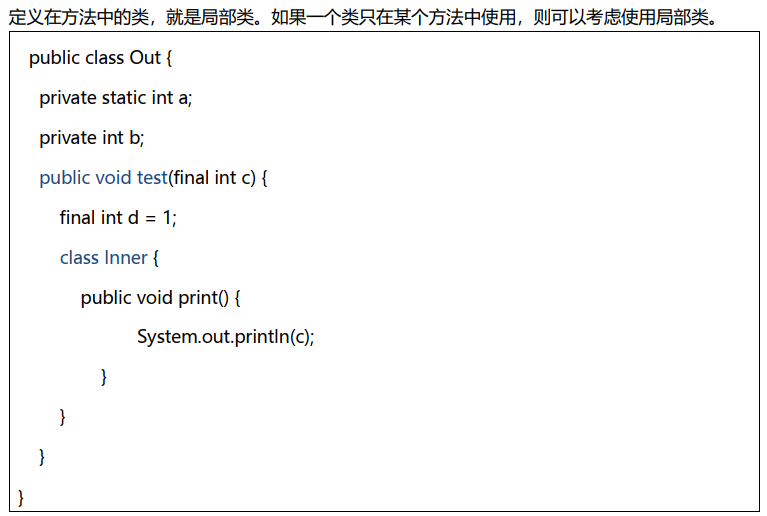 定义在方法中的类，就是局部类。如果一个类只在某个方法中使用，则可以考虑使用局部类。
public class Out {
private static int a;
private int b;
public void test(final int c) {
final int d = 1;
class Inner {
public void print() {
System.out.println(c);
}
}
}
}